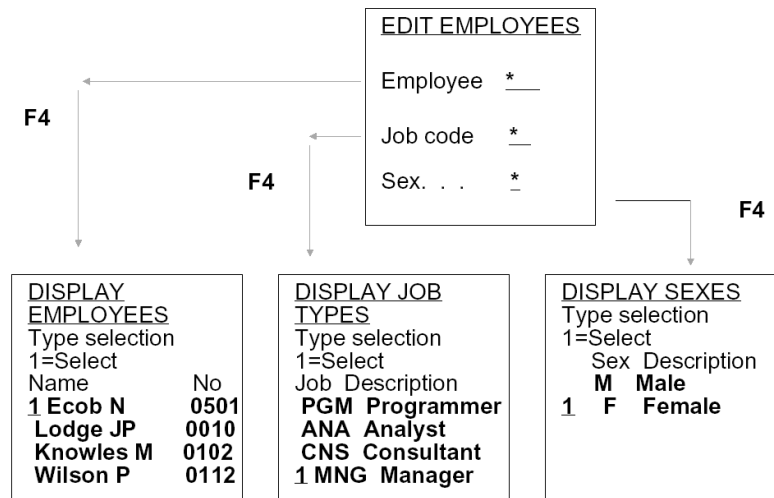 EDIT EMPLOYEES
Employee *
Job code *
Sex. . . *
F4
F4
F4
DISPLAY
EMPLOYEES
Type selection
1=Select
Name No
1 Ecob N 0501
Lodge JP 0010
Knowles M 0102
Wilson P 0112
DISPLAY JOB
TYPES
Type selection
1=Select
Job Description
PGM Programmer
ANA Analyst
CNS Consultant
1 MNG Manager
DISPLAY SEXES
Type selection
1=Select
Sex Description
M Male
1 F Female